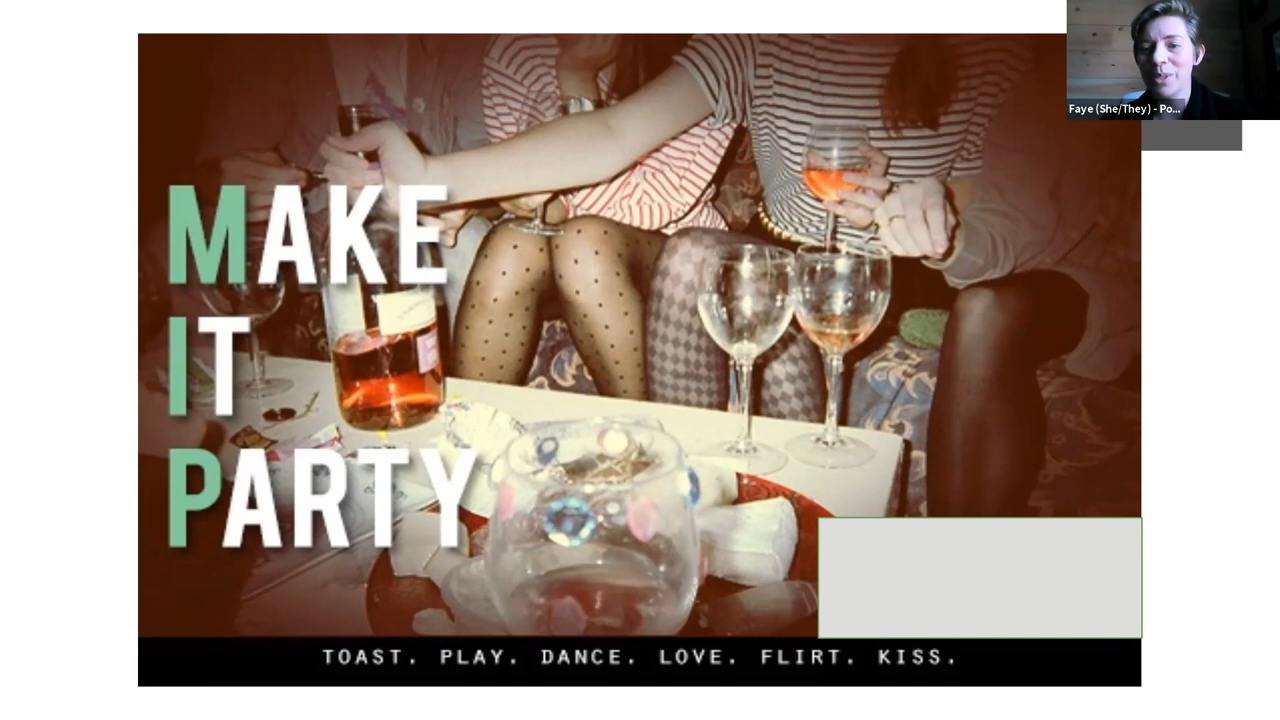 Faye (She/They) - Po...
MAKE
IT
PARTY
TOAST. PLAY. DANCE. LOVE. FLIRT. KISS.